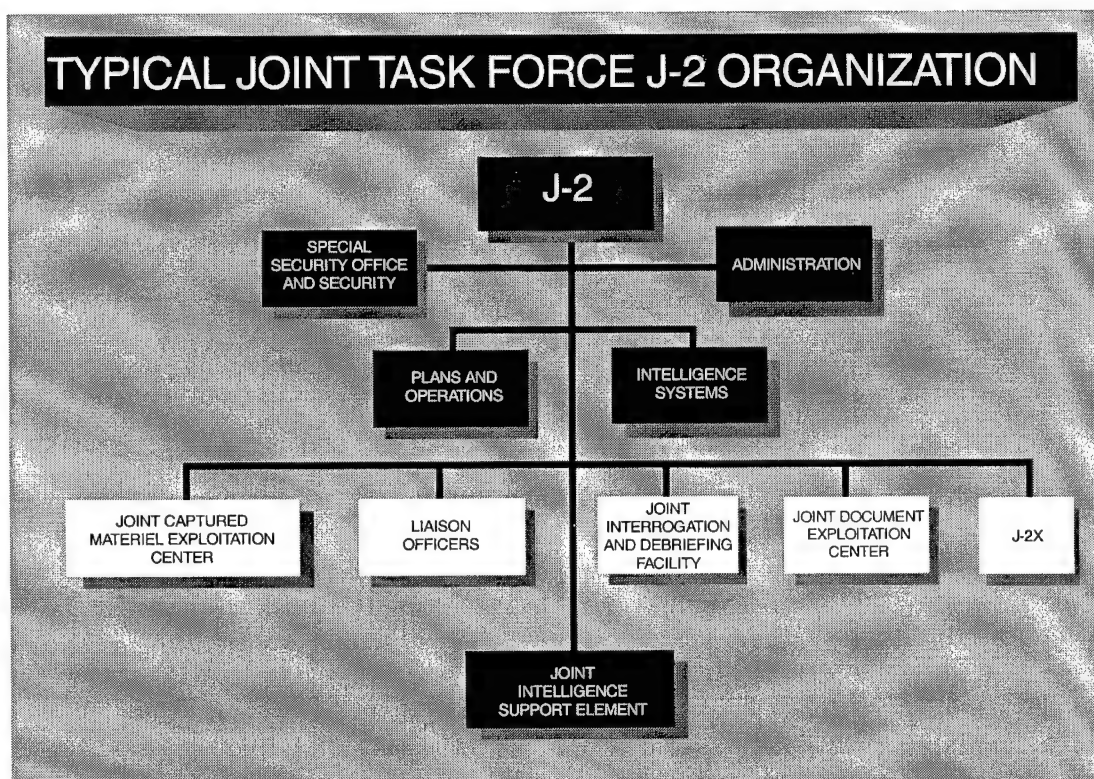 TYPICAL JOINT TASK FORCE J-2 ORGANIZATION
J-2
SPECIAL
SECURITY OFFICE
AND SECURITY
ADMINISTRATION
PLANS AND
OPERATIONS
INTELLIGENCE
SYSTEMS
JOINT CAPTURED
MATERIEL EXPLOITATION
CENTER
LIAISON
OFFICERS
JOINT
INTERROGATION
AND DEBRIEFING
FACILITY
JOINT DOCUMENT
EXPLOITATION
CENTER
J-2X
JOINT
INTELLIGENCE
SUPPORT ELEMENT